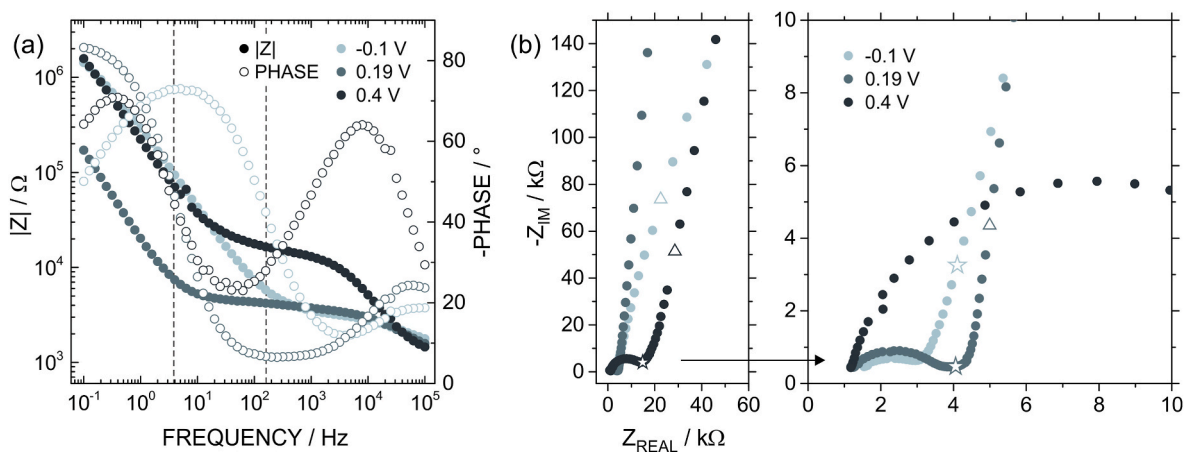 (a)
|Z|
PHASE
-0.1 V
0.19 V
0.4 V
10^6
10^5
10^4
10^3
|Z| / Ω
80
60
40
20
0
-PHASE / °
10^-1 10^0 10^1 10^2 10^3 10^4 10^5
FREQUENCY / Hz
(b)
140
120
100
80
60
40
20
0
-Z_IM / kΩ
0 20 40 60
Z_REAL / kΩ
10
8
6
4
2
0
-0.1 V
0.19 V
0.4 V
0 2 4 6 8 10